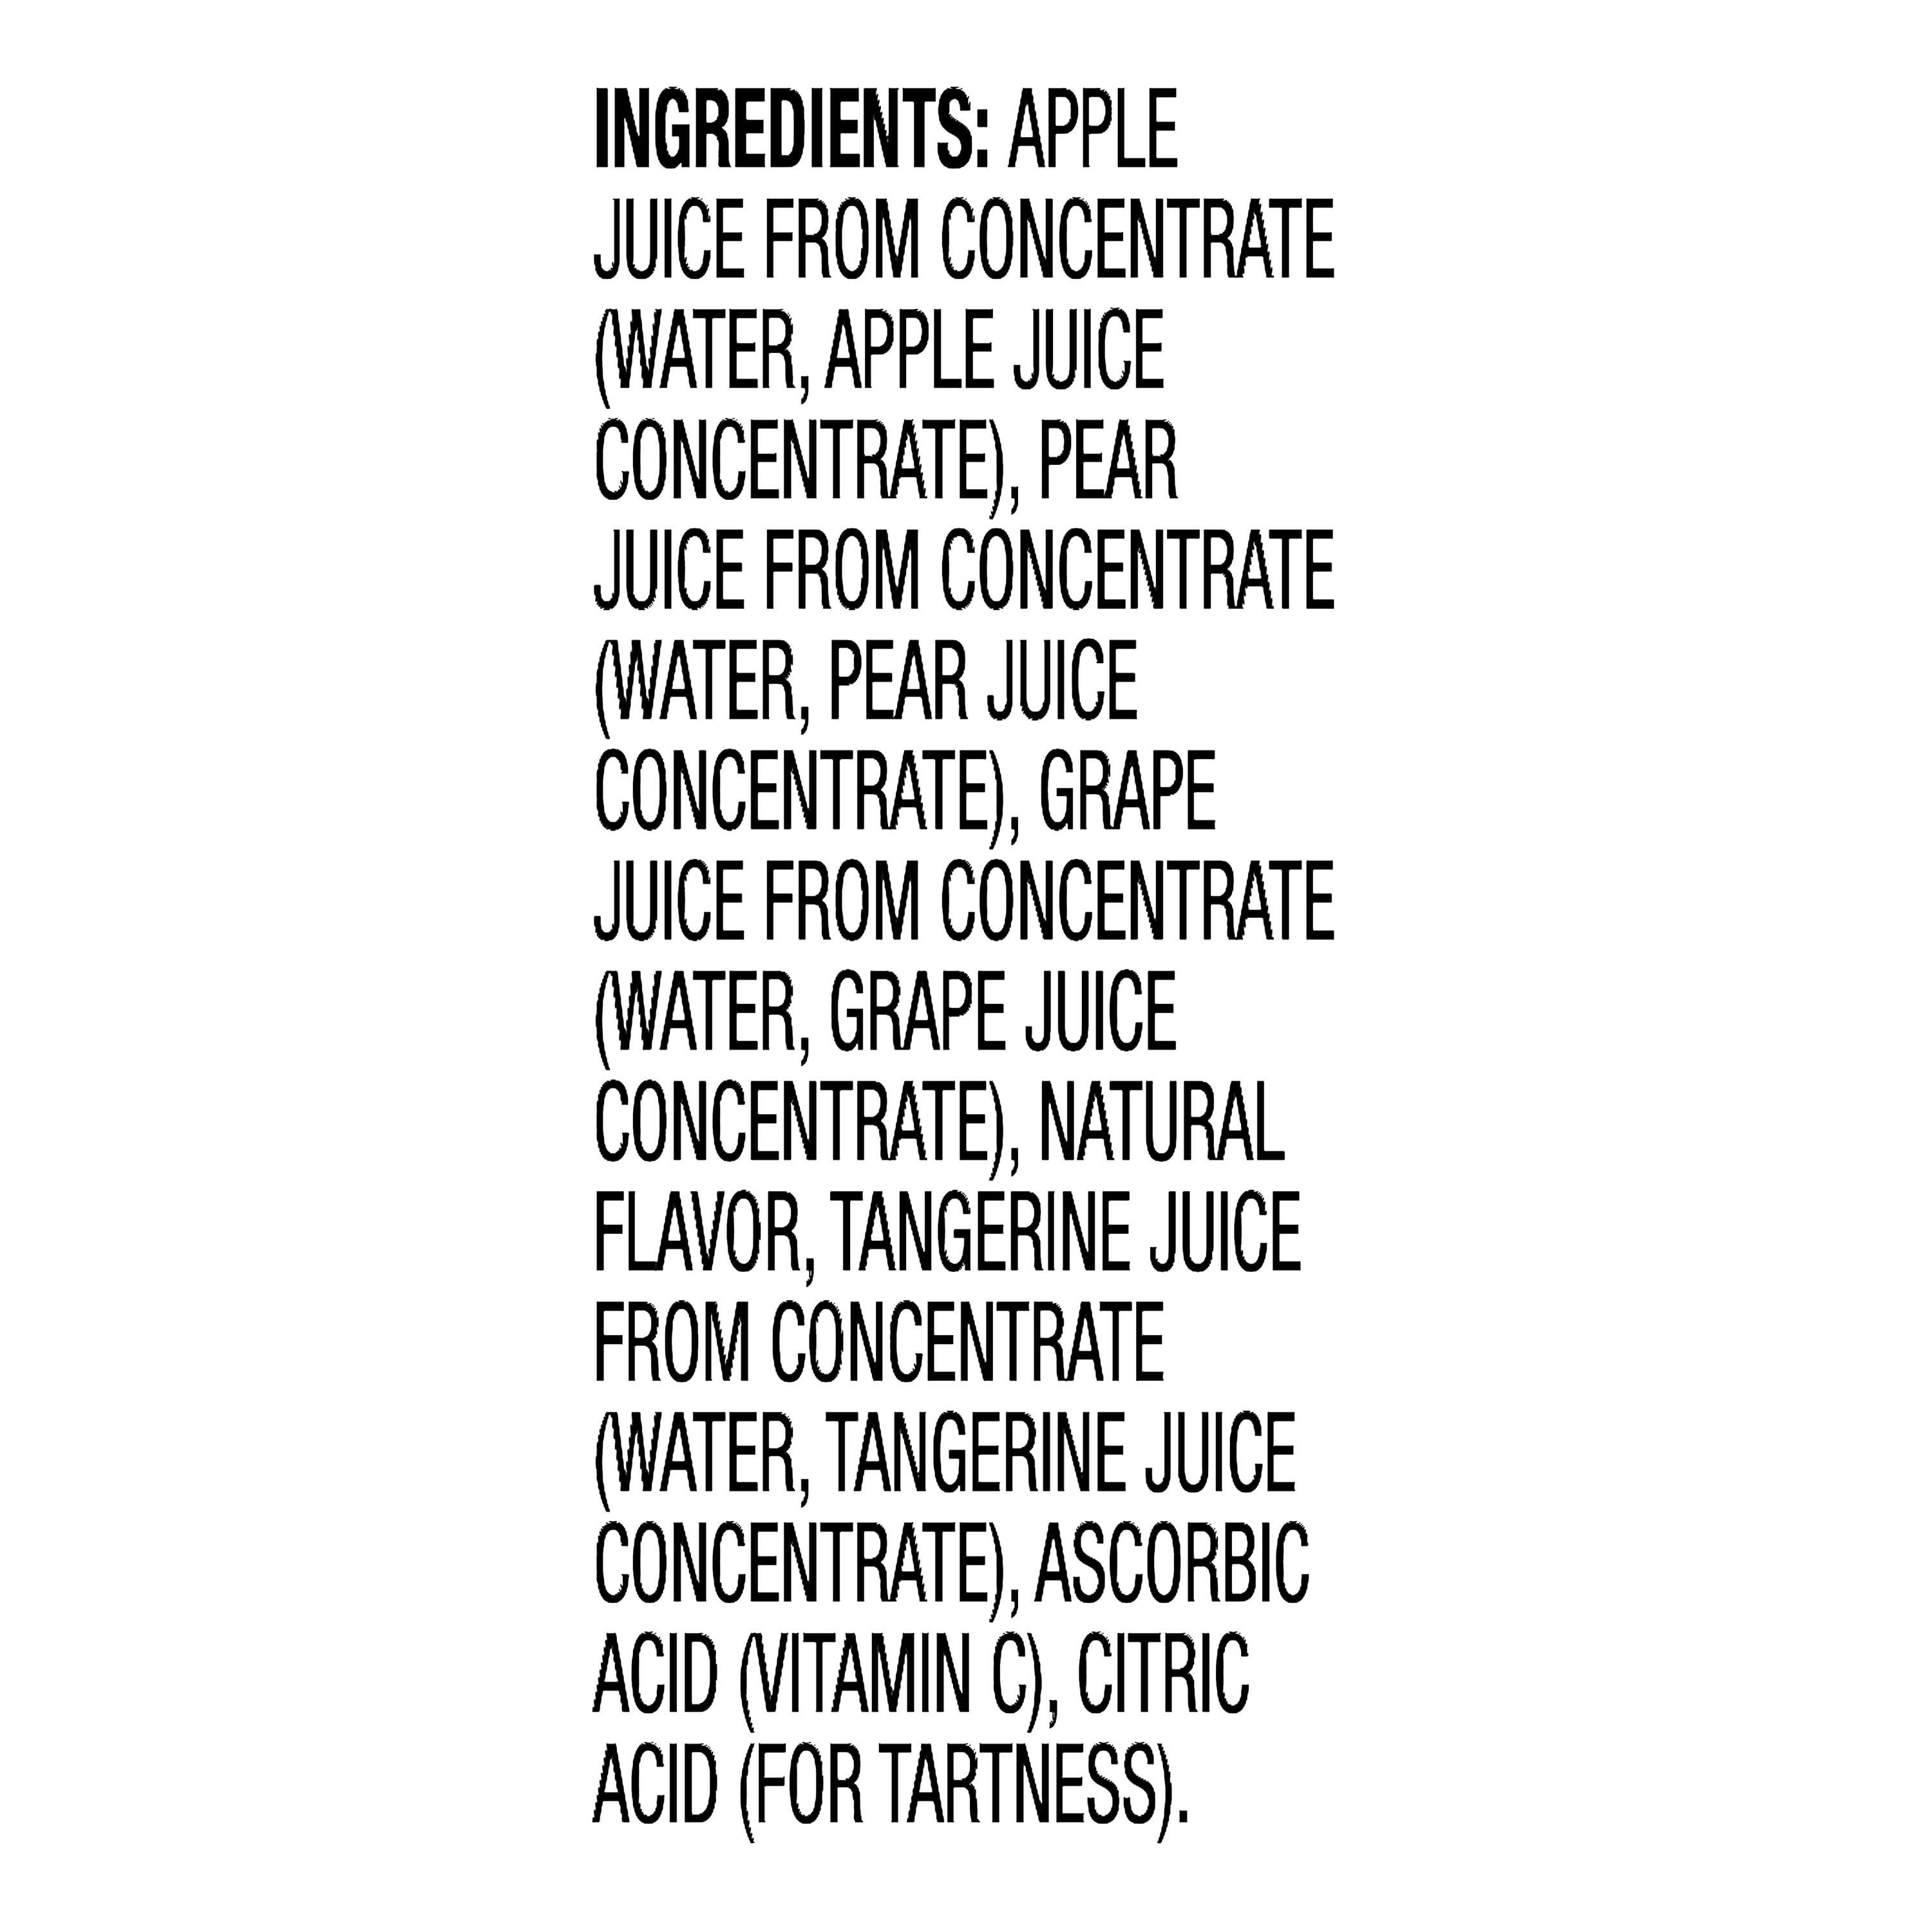 INGREDIENTS: APPLE
JUICE FROM CONCENTRATE
(WATER, APPLE JUICE
CONCENTRATE), PEAR
JUICE FROM CONCENTRATE
(WATER, PEAR JUICE
CONCENTRATE), GRAPE
JUICE FROM CONCENTRATE
(WATER, GRAPE JUICE
CONCENTRATE), NATURAL
FLAVOR, TANGERINE JUICE
FROM CONCENTRATE
(WATER, TANGERINE JUICE
CONCENTRATE), ASCORBIC
ACID (VITAMIN C), CITRIC
ACID (FOR TARTNESS).